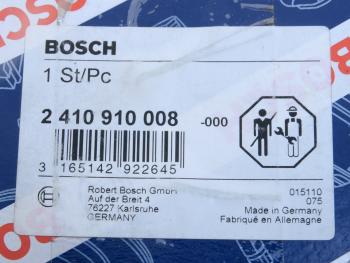 BOSCH
1 St/Pc
2 410 910 008 -000
3 165142 922645
Robert Bosch GmbH
Auf der Breit 4
76227 Karlsruhe
GERMANY
015110
075
Made in Germany
Fabriqué en Allemagne